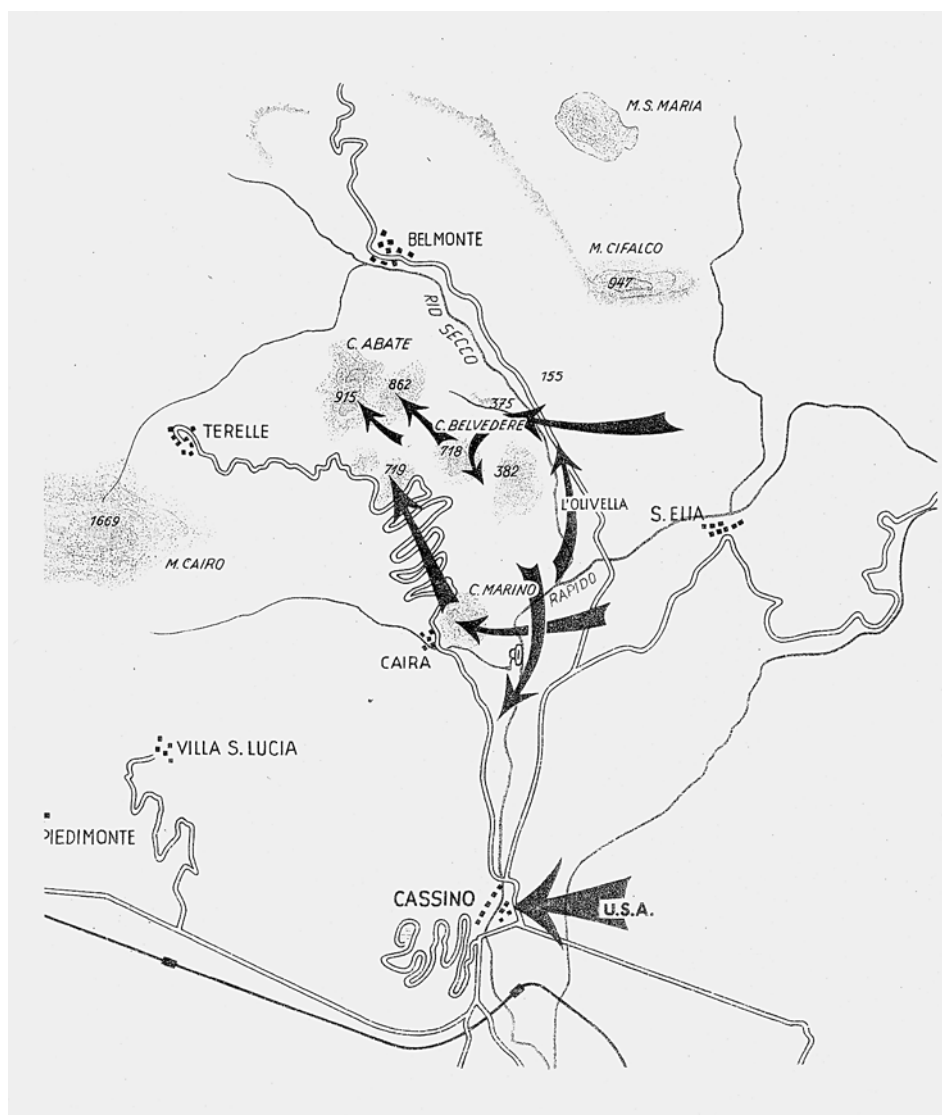 M. S. MARIA
BELMONTE
M. CIFALCO
947
RIO SECCO
C. ABATE
155
862
375
915
C. BELVEDERE
TERELLE
718
719
382
L'OLIVELLA
S. ELIA
1669
M. CAIRO
C. MARINO
RAPIDO
CAIRA
VILLA S. LUCIA
PIEDIMONTE
CASSINO
U.S.A.